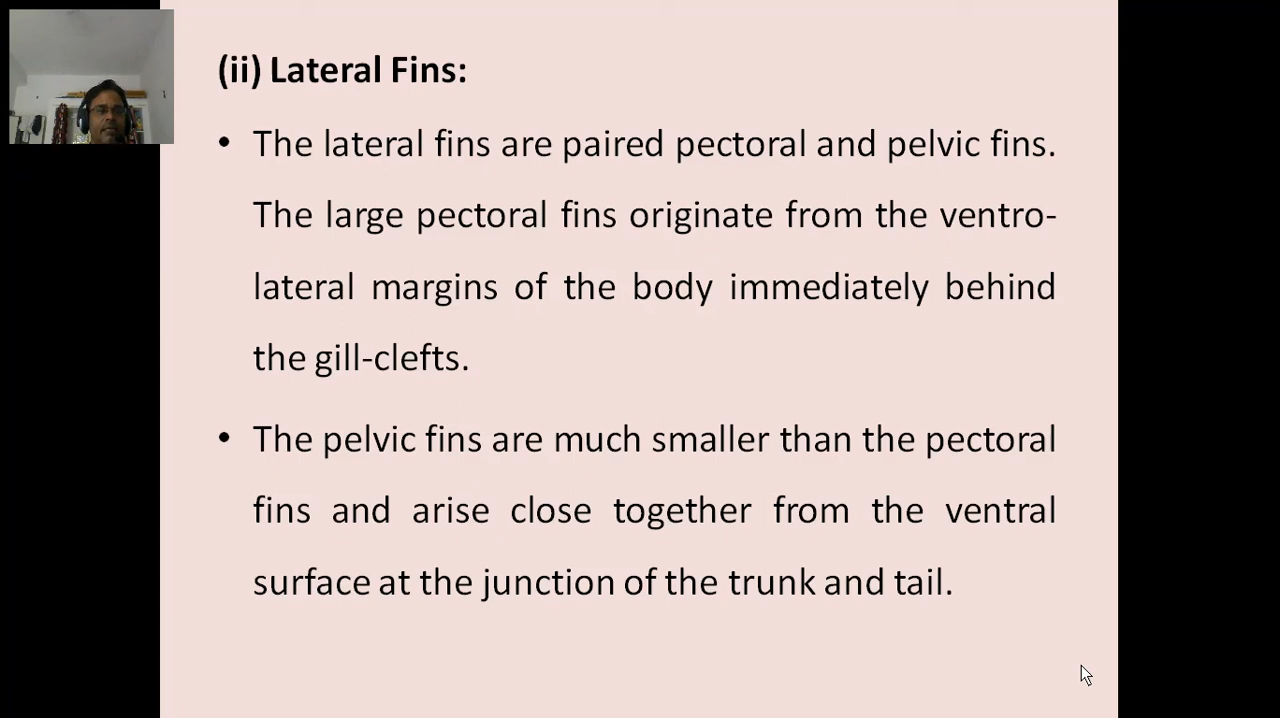 (ii) Lateral Fins:
• The lateral fins are paired pectoral and pelvic fins.
The large pectoral fins originate from the ventro-
lateral margins of the body immediately behind
the gill-clefts.
• The pelvic fins are much smaller than the pectoral
fins and arise close together from the ventral
surface at the junction of the trunk and tail.